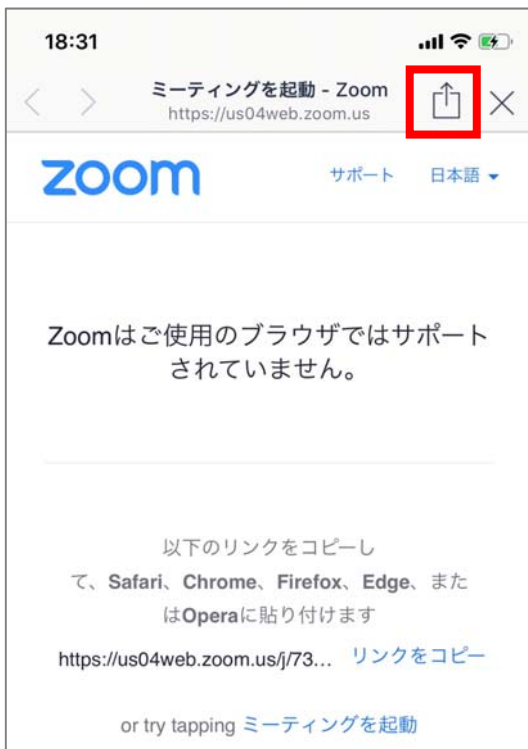 18:31
ミーティングを起動 - Zoom
https://us04web.zoom.us
zoom
サポート 日本語
Zoomはご使用のブラウザではサポート
されていません。
以下のリンクをコピーし
て、Safari、Chrome、Firefox、Edge、また
はOperaに貼り付けます
https://us04web.zoom.us/j/73... リンクをコピー
or try tapping ミーティングを起動